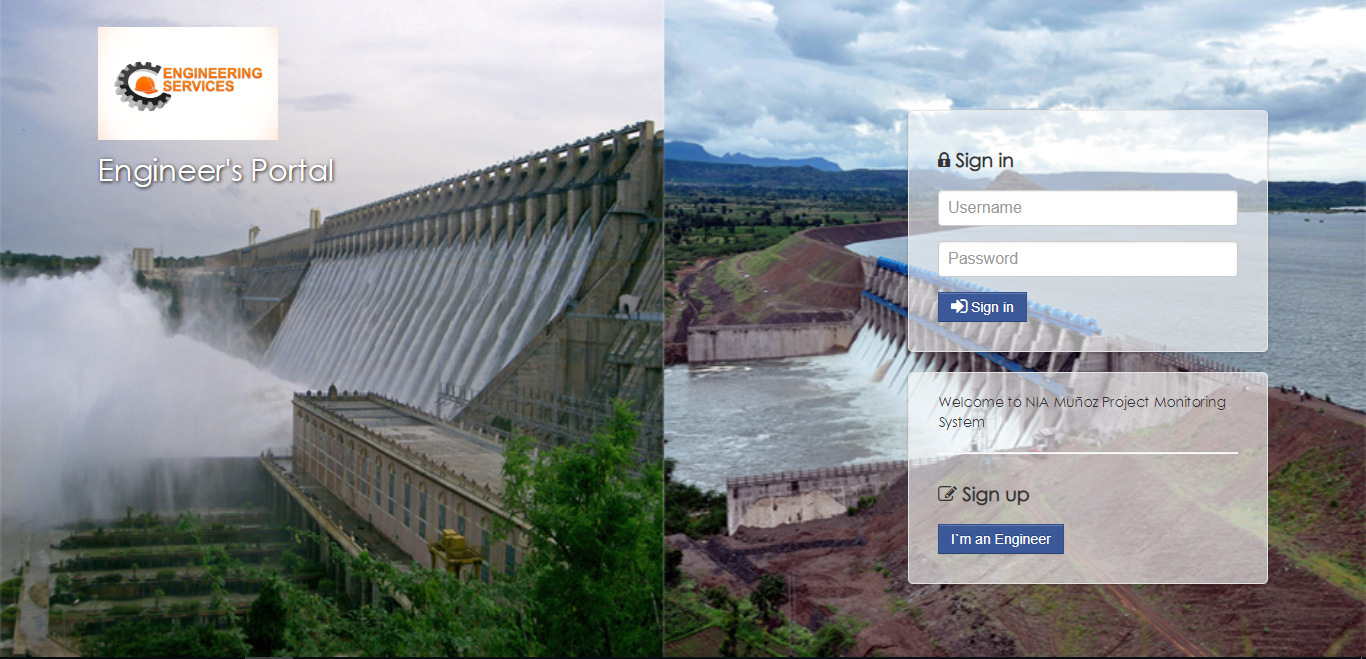 ENGINEERING
SERVICES
Engineer's Portal
Sign in
Username
Password
Sign in
Welcome to NIA Muñoz Project Monitoring
System
Sign up
I`m an Engineer